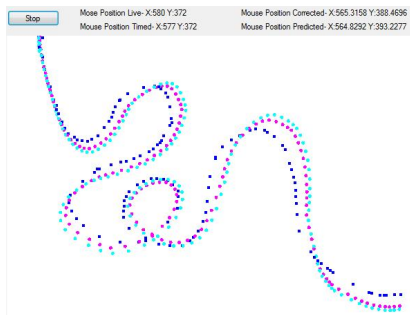 Stop
Mose Position Live- X:580 Y:372
Mouse Position Timed- X:577 Y:372
Mouse Position Corrected- X:565.3158 Y:388.4696
Mouse Position Predicted- X:564.8292 Y:393.2277